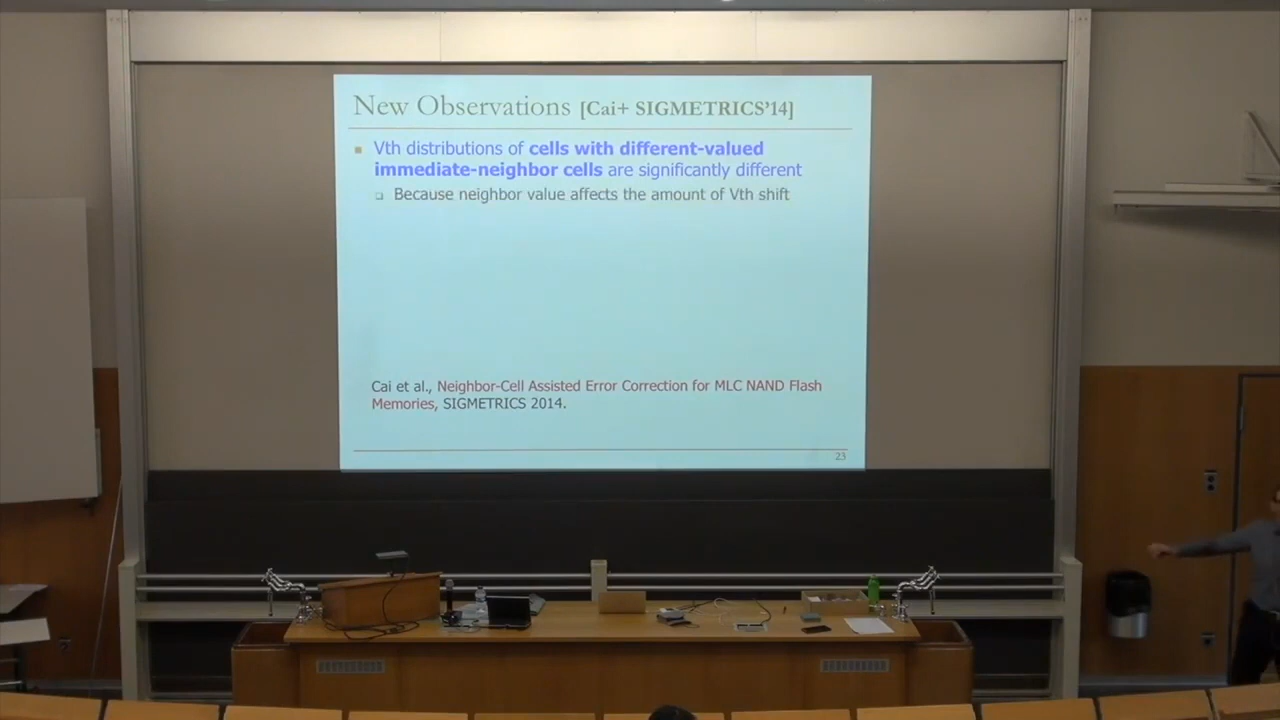 New Observations [Cai+ SIGMETRICS'14]
Vth distributions of cells with different-valued
immediate-neighbor cells are significantly different
Because neighbor value affects the amount of Vth shift
Cai et al., Neighbor-Cell Assisted Error Correction for MLC NAND Flash
Memories, SIGMETRICS 2014.
23